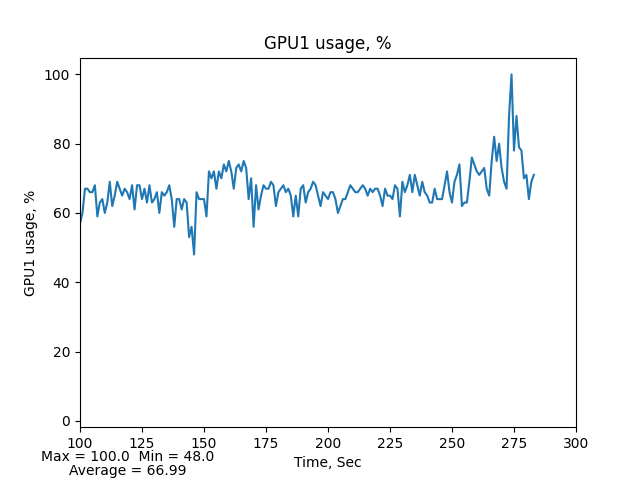 GPU1 usage, %
100
80
60
40
20
0
GPU1 usage, %
100 125 150 175 200 225 250 275 300
Time, Sec
Max = 100.0 Min = 48.0
Average = 66.99